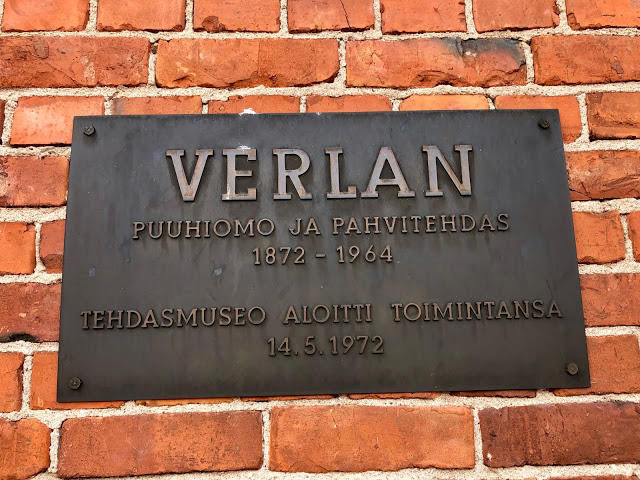 VERLAN
PUUHIOMO JA PAHVITEHDAS
1872 - 1964
TEHDASMUSEO ALOITTI TOIMINTANSA
14.5.1972